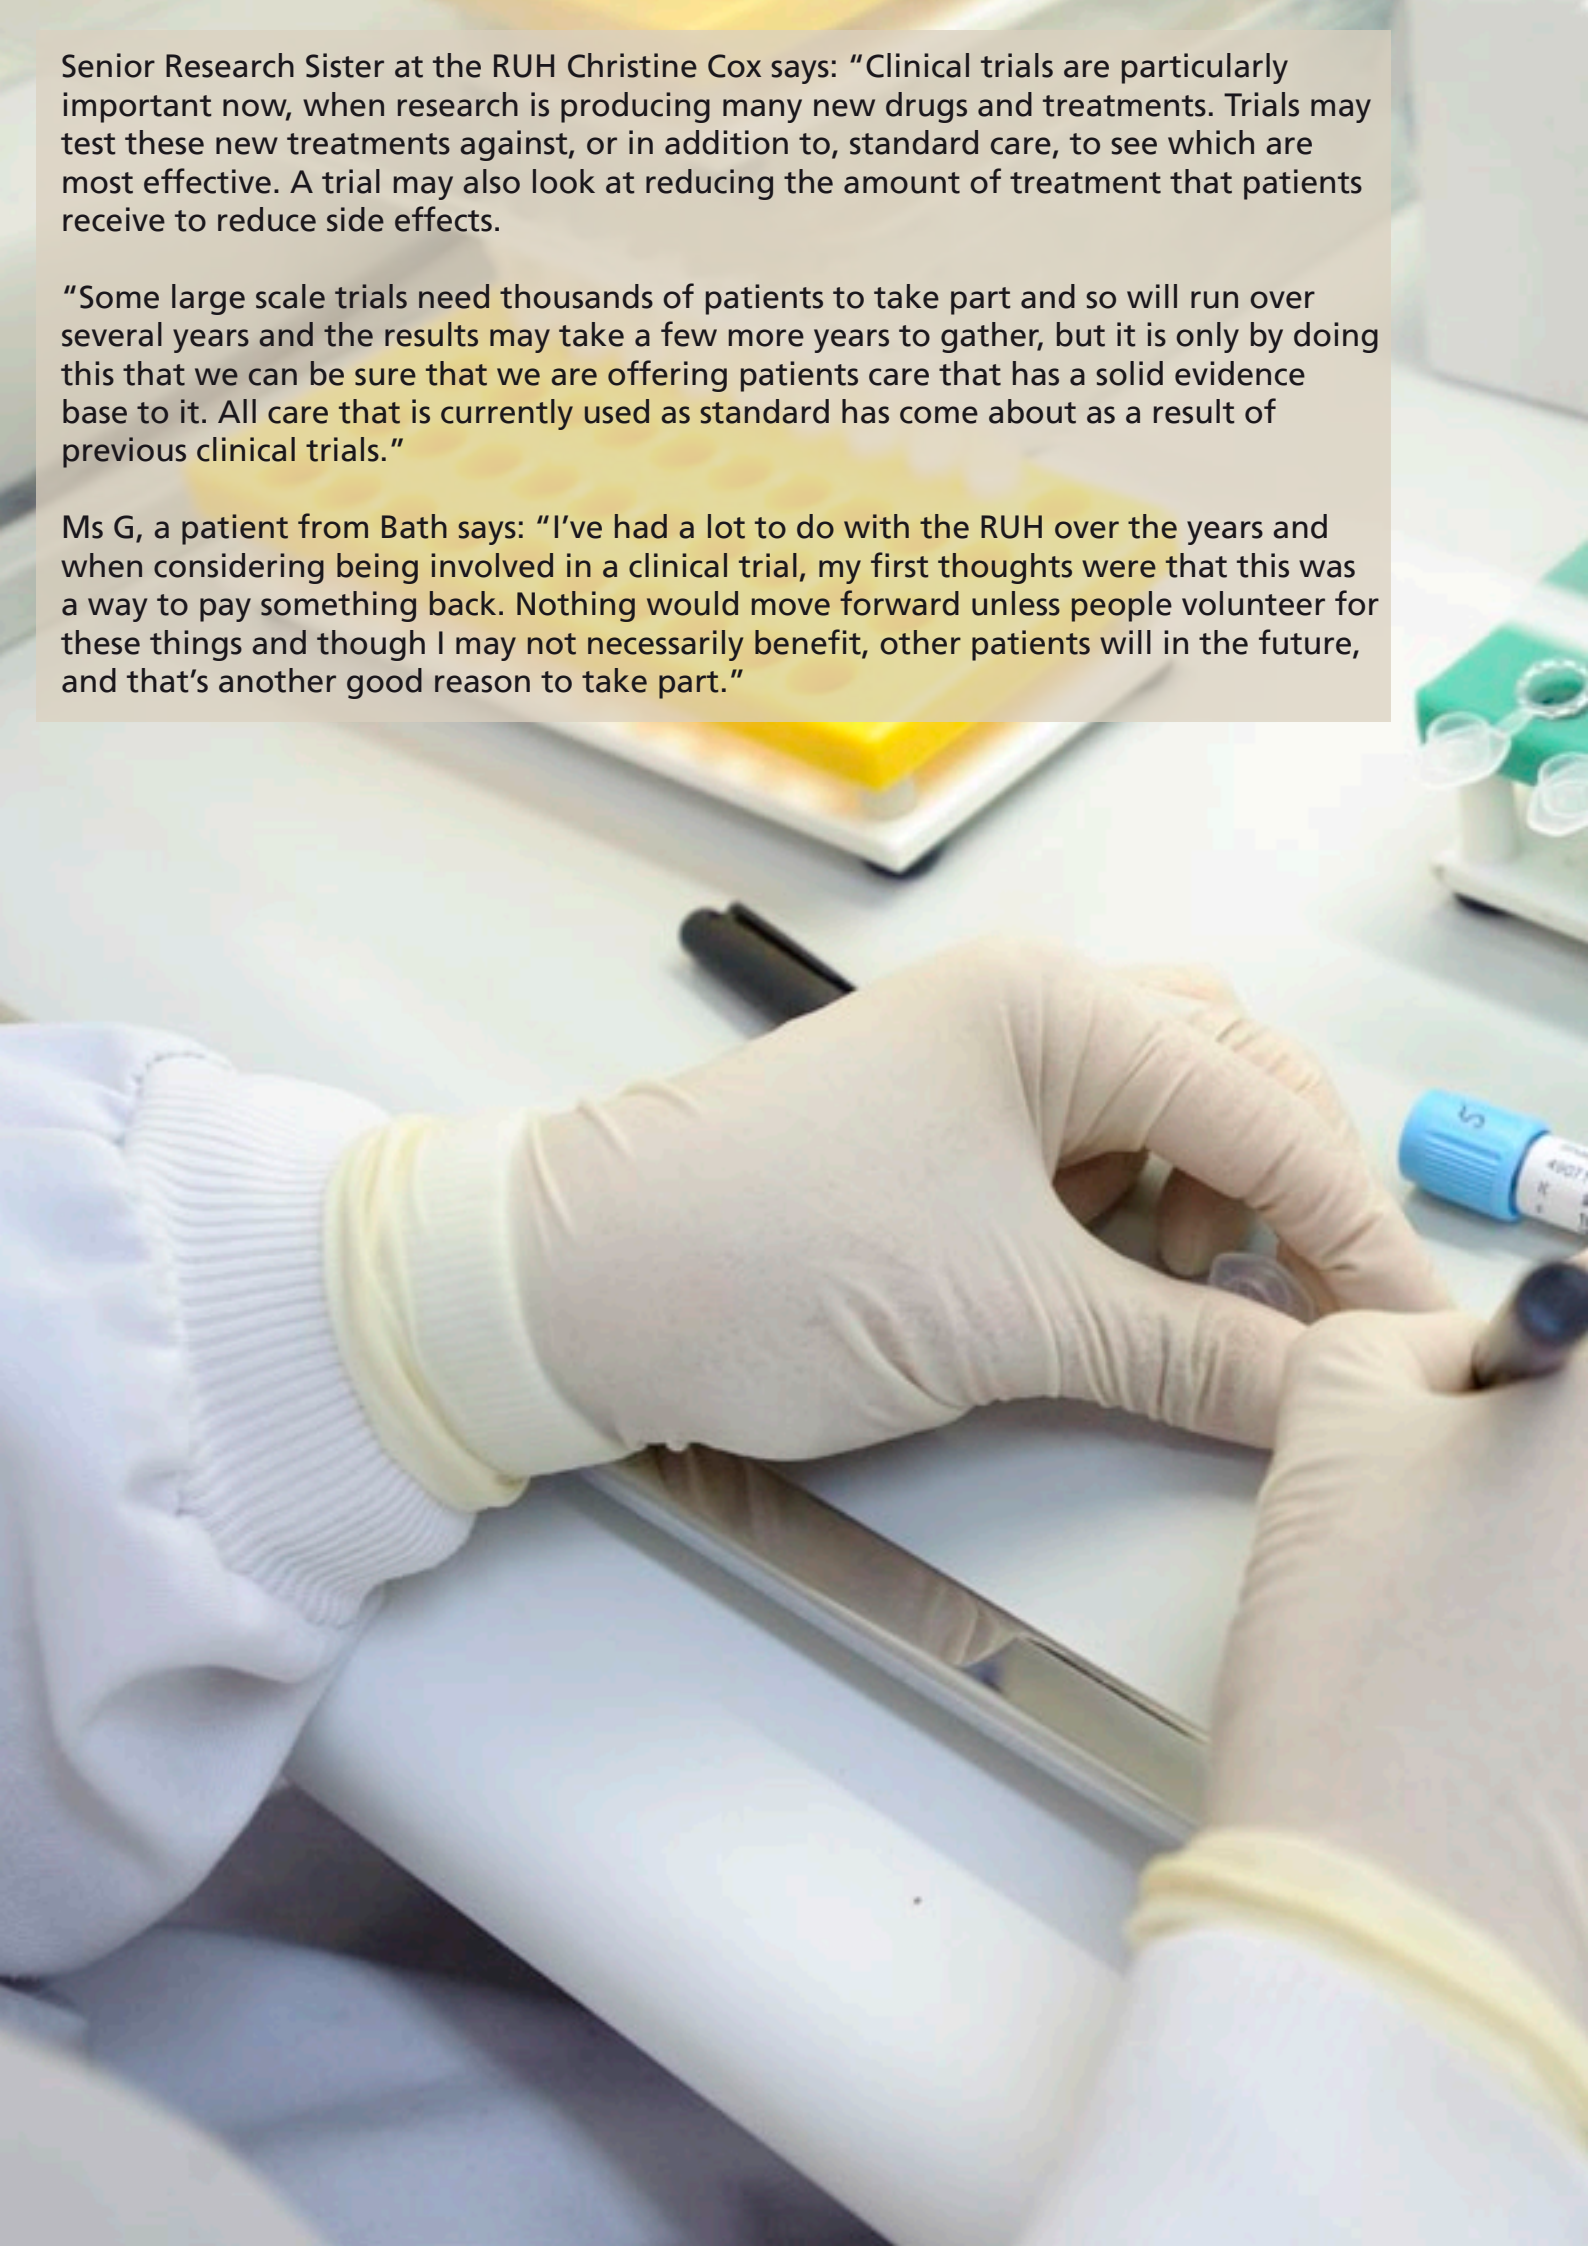 Senior Research Sister at the RUH Christine Cox says: “Clinical trials are particularly
important now, when research is producing many new drugs and treatments. Trials may
test these new treatments against, or in addition to, standard care, to see which are
most effective. A trial may also look at reducing the amount of treatment that patients
receive to reduce side effects.
“Some large scale trials need thousands of patients to take part and so will run over
several years and the results may take a few more years to gather, but it is only by doing
this that we can be sure that we are offering patients care that has a solid evidence
base to it. All care that is currently used as standard has come about as a result of
previous clinical trials.”
Ms G, a patient from Bath says: “I’ve had a lot to do with the RUH over the years and
when considering being involved in a clinical trial, my first thoughts were that this was
a way to pay something back. Nothing would move forward unless people volunteer for
these things and though I may not necessarily benefit, other patients will in the future,
and that’s another good reason to take part.”